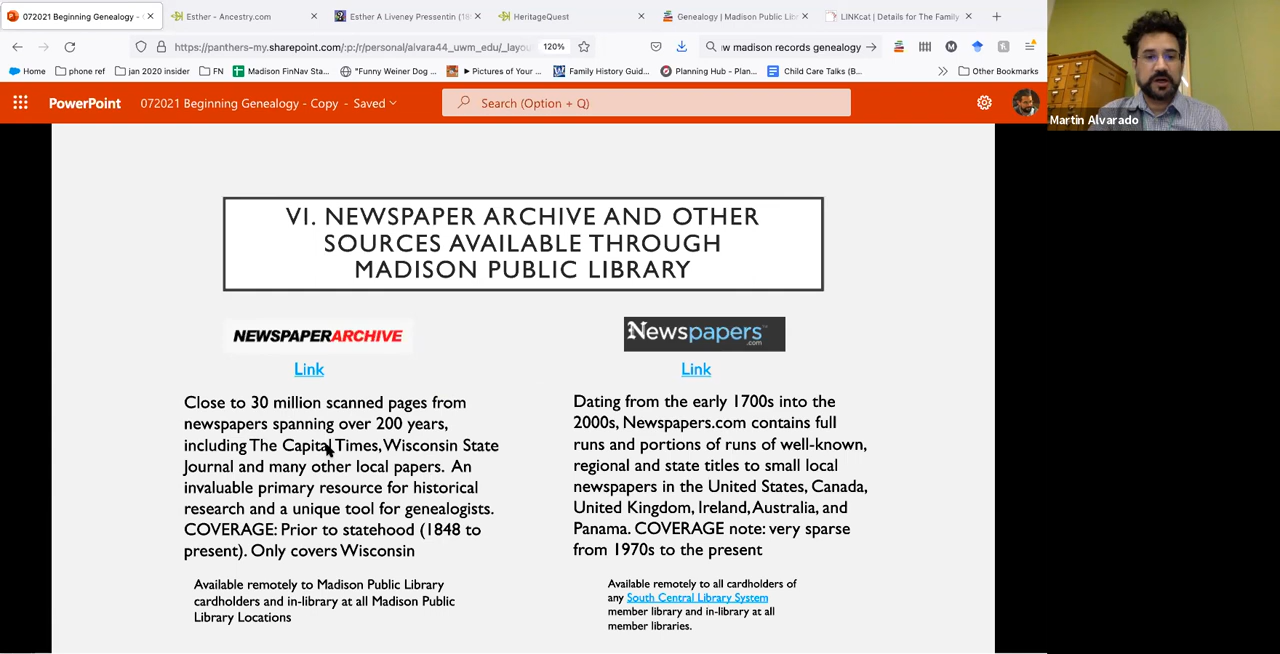 072021 Beginning Genealogy -
Esther - Ancestry.com
Esther A Liveney Pressentin (18
HeritageQuest
Genealogy | Madison Public Lib
LINKcat | Details for The Family
https://panthers-my.sharepoint.com/:p:/r/personal/alvara44_uwm_edu/_layou
120%
w madison records genealogy
Home
phone ref
jan 2020 insider
FN
Madison FinNav Sta...
"Funny Weiner Dog ...
Pictures of Your ...
Family History Guid...
Planning Hub - Plan...
Child Care Talks (B...
Other Bookmarks
PowerPoint
072021 Beginning Genealogy - Copy - Saved
Search (Option + Q)
Martin Alvarado
VI. NEWSPAPER ARCHIVE AND OTHER
SOURCES AVAILABLE THROUGH
MADISON PUBLIC LIBRARY
NEWSPAPERARCHIVE
Link
Close to 30 million scanned pages from
newspapers spanning over 200 years,
including The Capital Times, Wisconsin State
Journal and many other local papers. An
invaluable primary resource for historical
research and a unique tool for genealogists.
COVERAGE: Prior to statehood (1848 to
present). Only covers Wisconsin
Available remotely to Madison Public Library
cardholders and in-library at all Madison Public
Library Locations
Newspapers™
.com
Link
Dating from the early 1700s into the
2000s, Newspapers.com contains full
runs and portions of runs of well-known,
regional and state titles to small local
newspapers in the United States, Canada,
United Kingdom, Ireland, Australia, and
Panama. COVERAGE note: very sparse
from 1970s to the present
Available remotely to all cardholders of
any South Central Library System
member library and in-library at all
member libraries.